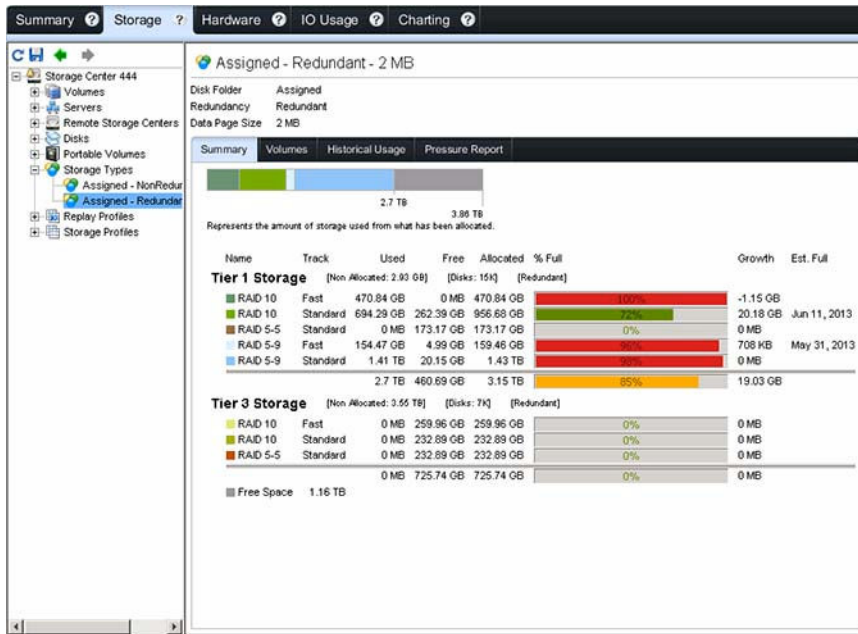 Summary ? Storage ? Hardware ? IO Usage ? Charting ?
Storage Center 444
Volumes
Servers
Remote Storage Centers
Disks
Portable Volumes
Storage Types
Assigned - NonRedur
Assigned - Redundar
Replay Profiles
Storage Profiles
Assigned - Redundant - 2 MB
Disk Folder Assigned
Redundancy Redundant
Data Page Size 2 MB
Summary Volumes Historical Usage Pressure Report
2.7 TB
3.86 TB
Represents the amount of storage used from what has been allocated.
Name Track Used Free Allocated % Full Growth Est. Full
Tier 1 Storage [Non Allocated: 2.93 GB] [Disks: 15K] [Redundant]
RAID 10 Fast 470.84 GB 0 MB 470.84 GB 100% -1.15 GB
RAID 10 Standard 694.29 GB 262.39 GB 956.68 GB 72% 20.18 GB Jun 11, 2013
RAID 5-5 Standard 0 MB 173.17 GB 173.17 GB 0% 0 MB
RAID 5-9 Fast 154.47 GB 4.99 GB 159.46 GB 96% 708 KB May 31, 2013
RAID 5-9 Standard 1.41 TB 20.15 GB 1.43 TB 98% 0 MB
2.7 TB 460.69 GB 3.15 TB 85% 19.03 GB
Tier 3 Storage [Non Allocated: 3.55 TB] [Disks: 7K] [Redundant]
RAID 10 Fast 0 MB 259.96 GB 259.96 GB 0% 0 MB
RAID 10 Standard 0 MB 232.89 GB 232.89 GB 0% 0 MB
RAID 5-5 Standard 0 MB 232.89 GB 232.89 GB 0% 0 MB
0 MB 725.74 GB 725.74 GB 0% 0 MB
Free Space 1.16 TB